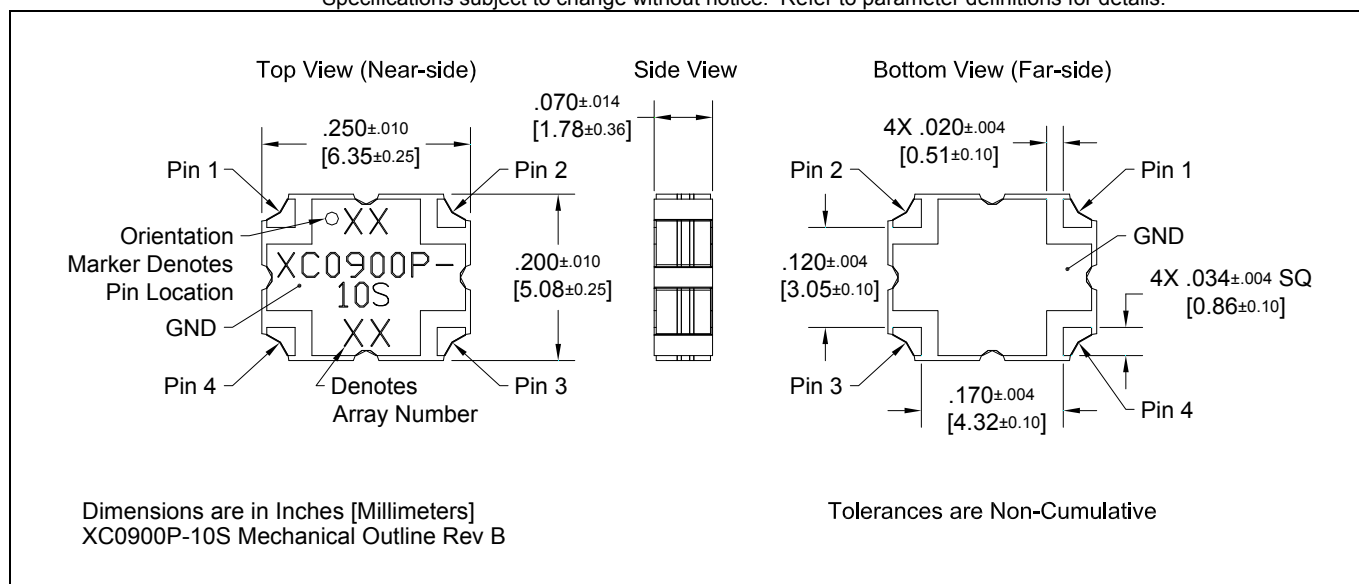 Specifications subject to change without notice. Refer to parameter definitions for details.
Top View (Near-side)
Side View
Bottom View (Far-side)
.250±.010
[6.35±0.25]
.070±.014
[1.78±0.36]
4X .020±.004
[0.51±0.10]
Pin 1
Pin 2
Pin 2
Pin 1
Orientation
Marker Denotes
Pin Location
GND
XX
XC0900P-
10S
XX
.200±.010
[5.08±0.25]
.120±.004
[3.05±0.10]
GND
4X .034±.004 SQ
[0.86±0.10]
Pin 4
Denotes
Array Number
Pin 3
Pin 3
.170±.004
[4.32±0.10]
Pin 4
Dimensions are in Inches [Millimeters]
XC0900P-10S Mechanical Outline Rev B
Tolerances are Non-Cumulative